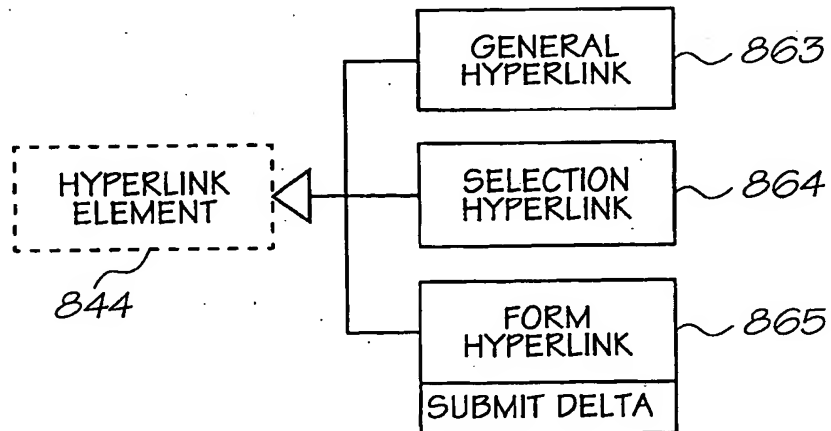 GENERAL
HYPERLINK
863
HYPERLINK
ELEMENT
844
SELECTION
HYPERLINK
864
FORM
HYPERLINK
865
SUBMIT DELTA